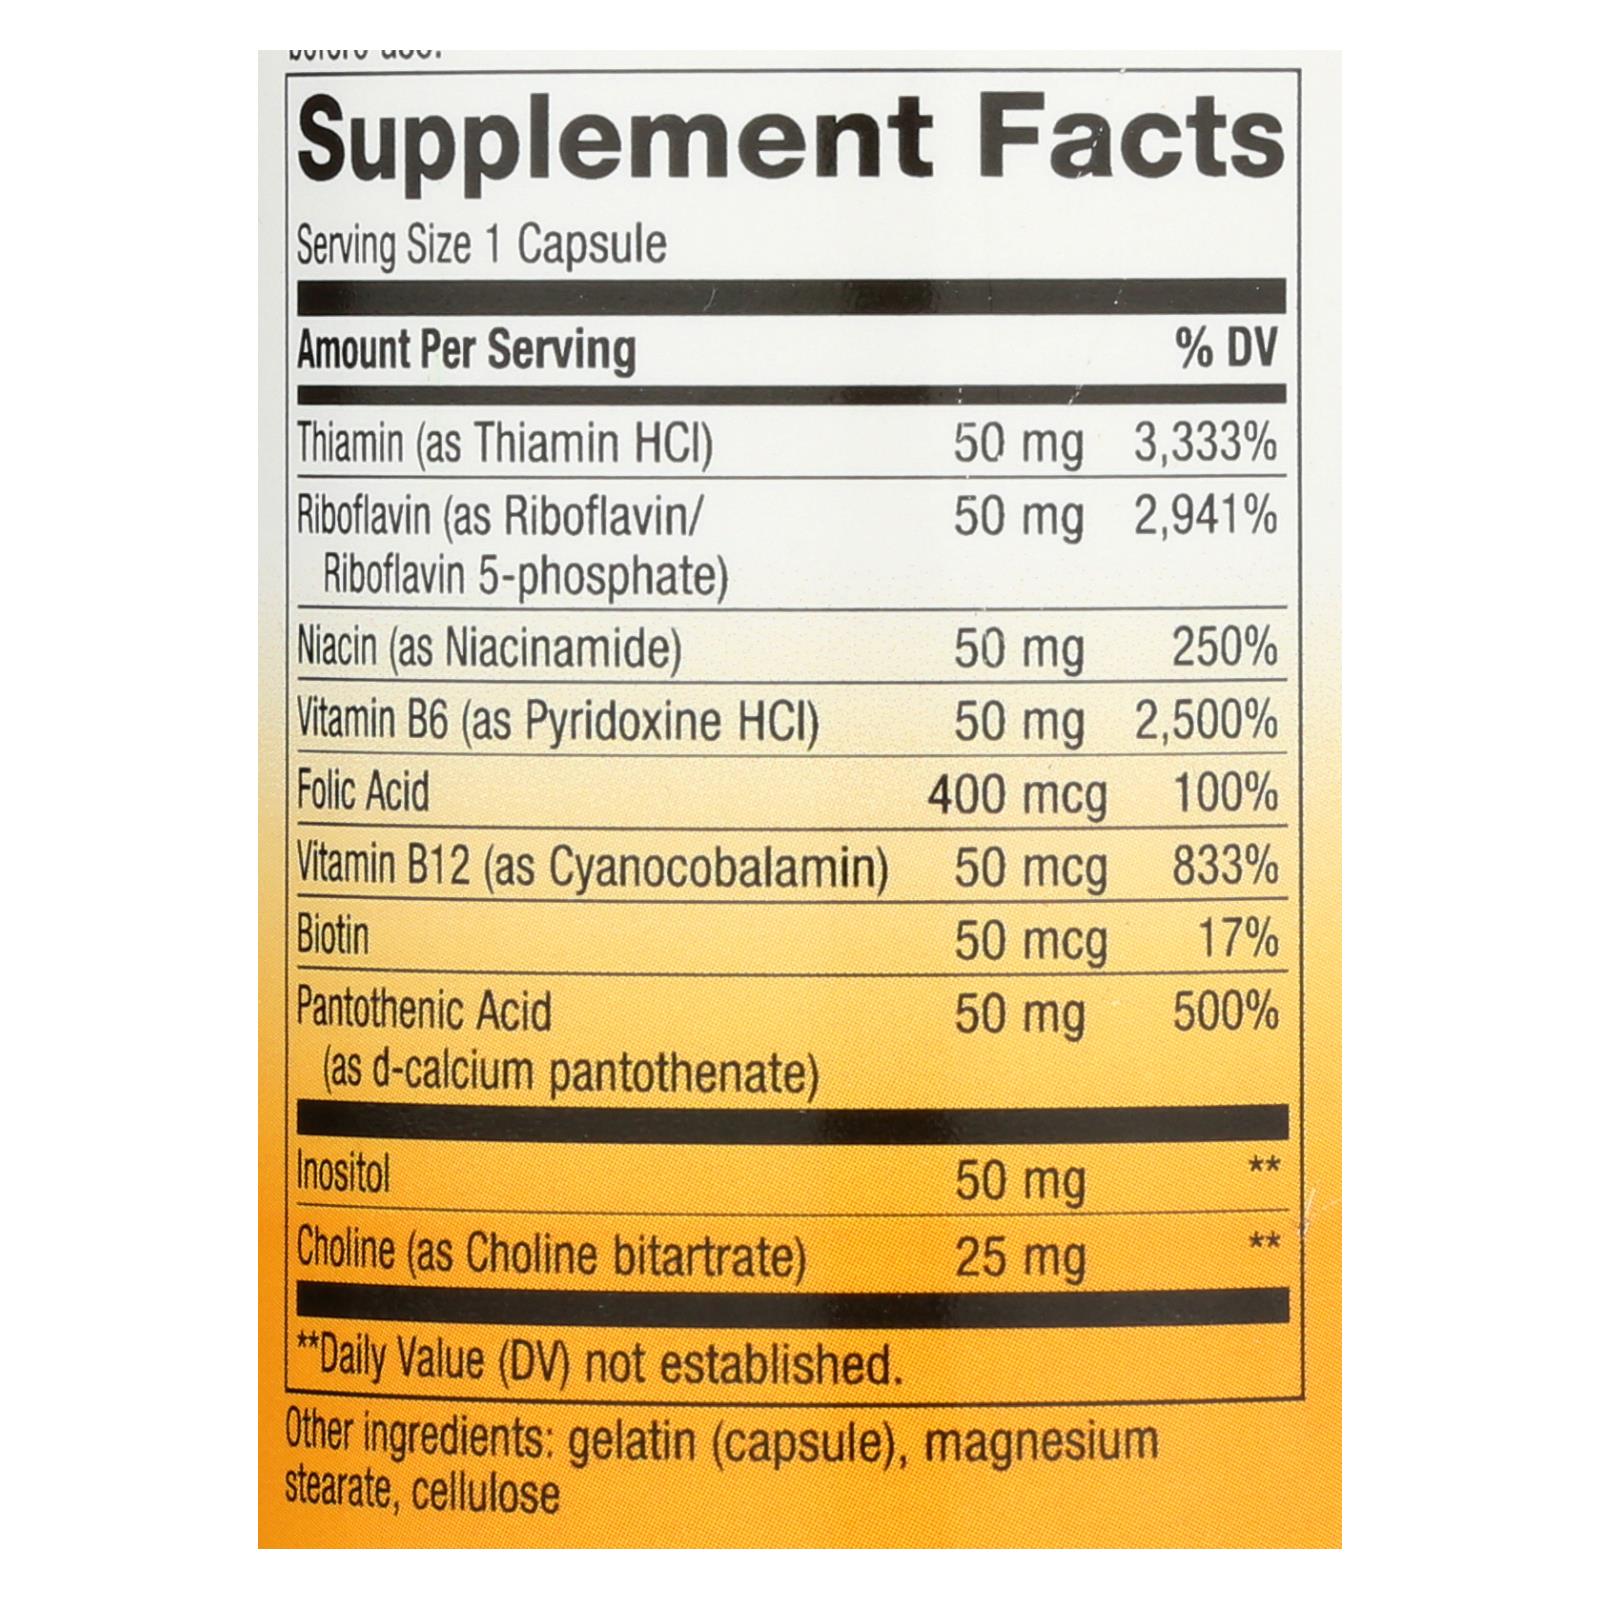 before use.
Supplement Facts
Serving Size 1 Capsule
Amount Per Serving % DV
Thiamin (as Thiamin HCl) 50 mg 3,333%
Riboflavin (as Riboflavin/ 50 mg 2,941%
Riboflavin 5-phosphate)
Niacin (as Niacinamide) 50 mg 250%
Vitamin B6 (as Pyridoxine HCl) 50 mg 2,500%
Folic Acid 400 mcg 100%
Vitamin B12 (as Cyanocobalamin) 50 mcg 833%
Biotin 50 mcg 17%
Pantothenic Acid 50 mg 500%
(as d-calcium pantothenate)
Inositol 50 mg **
Choline (as Choline bitartrate) 25 mg **
**Daily Value (DV) not established.
Other ingredients: gelatin (capsule), magnesium
stearate, cellulose